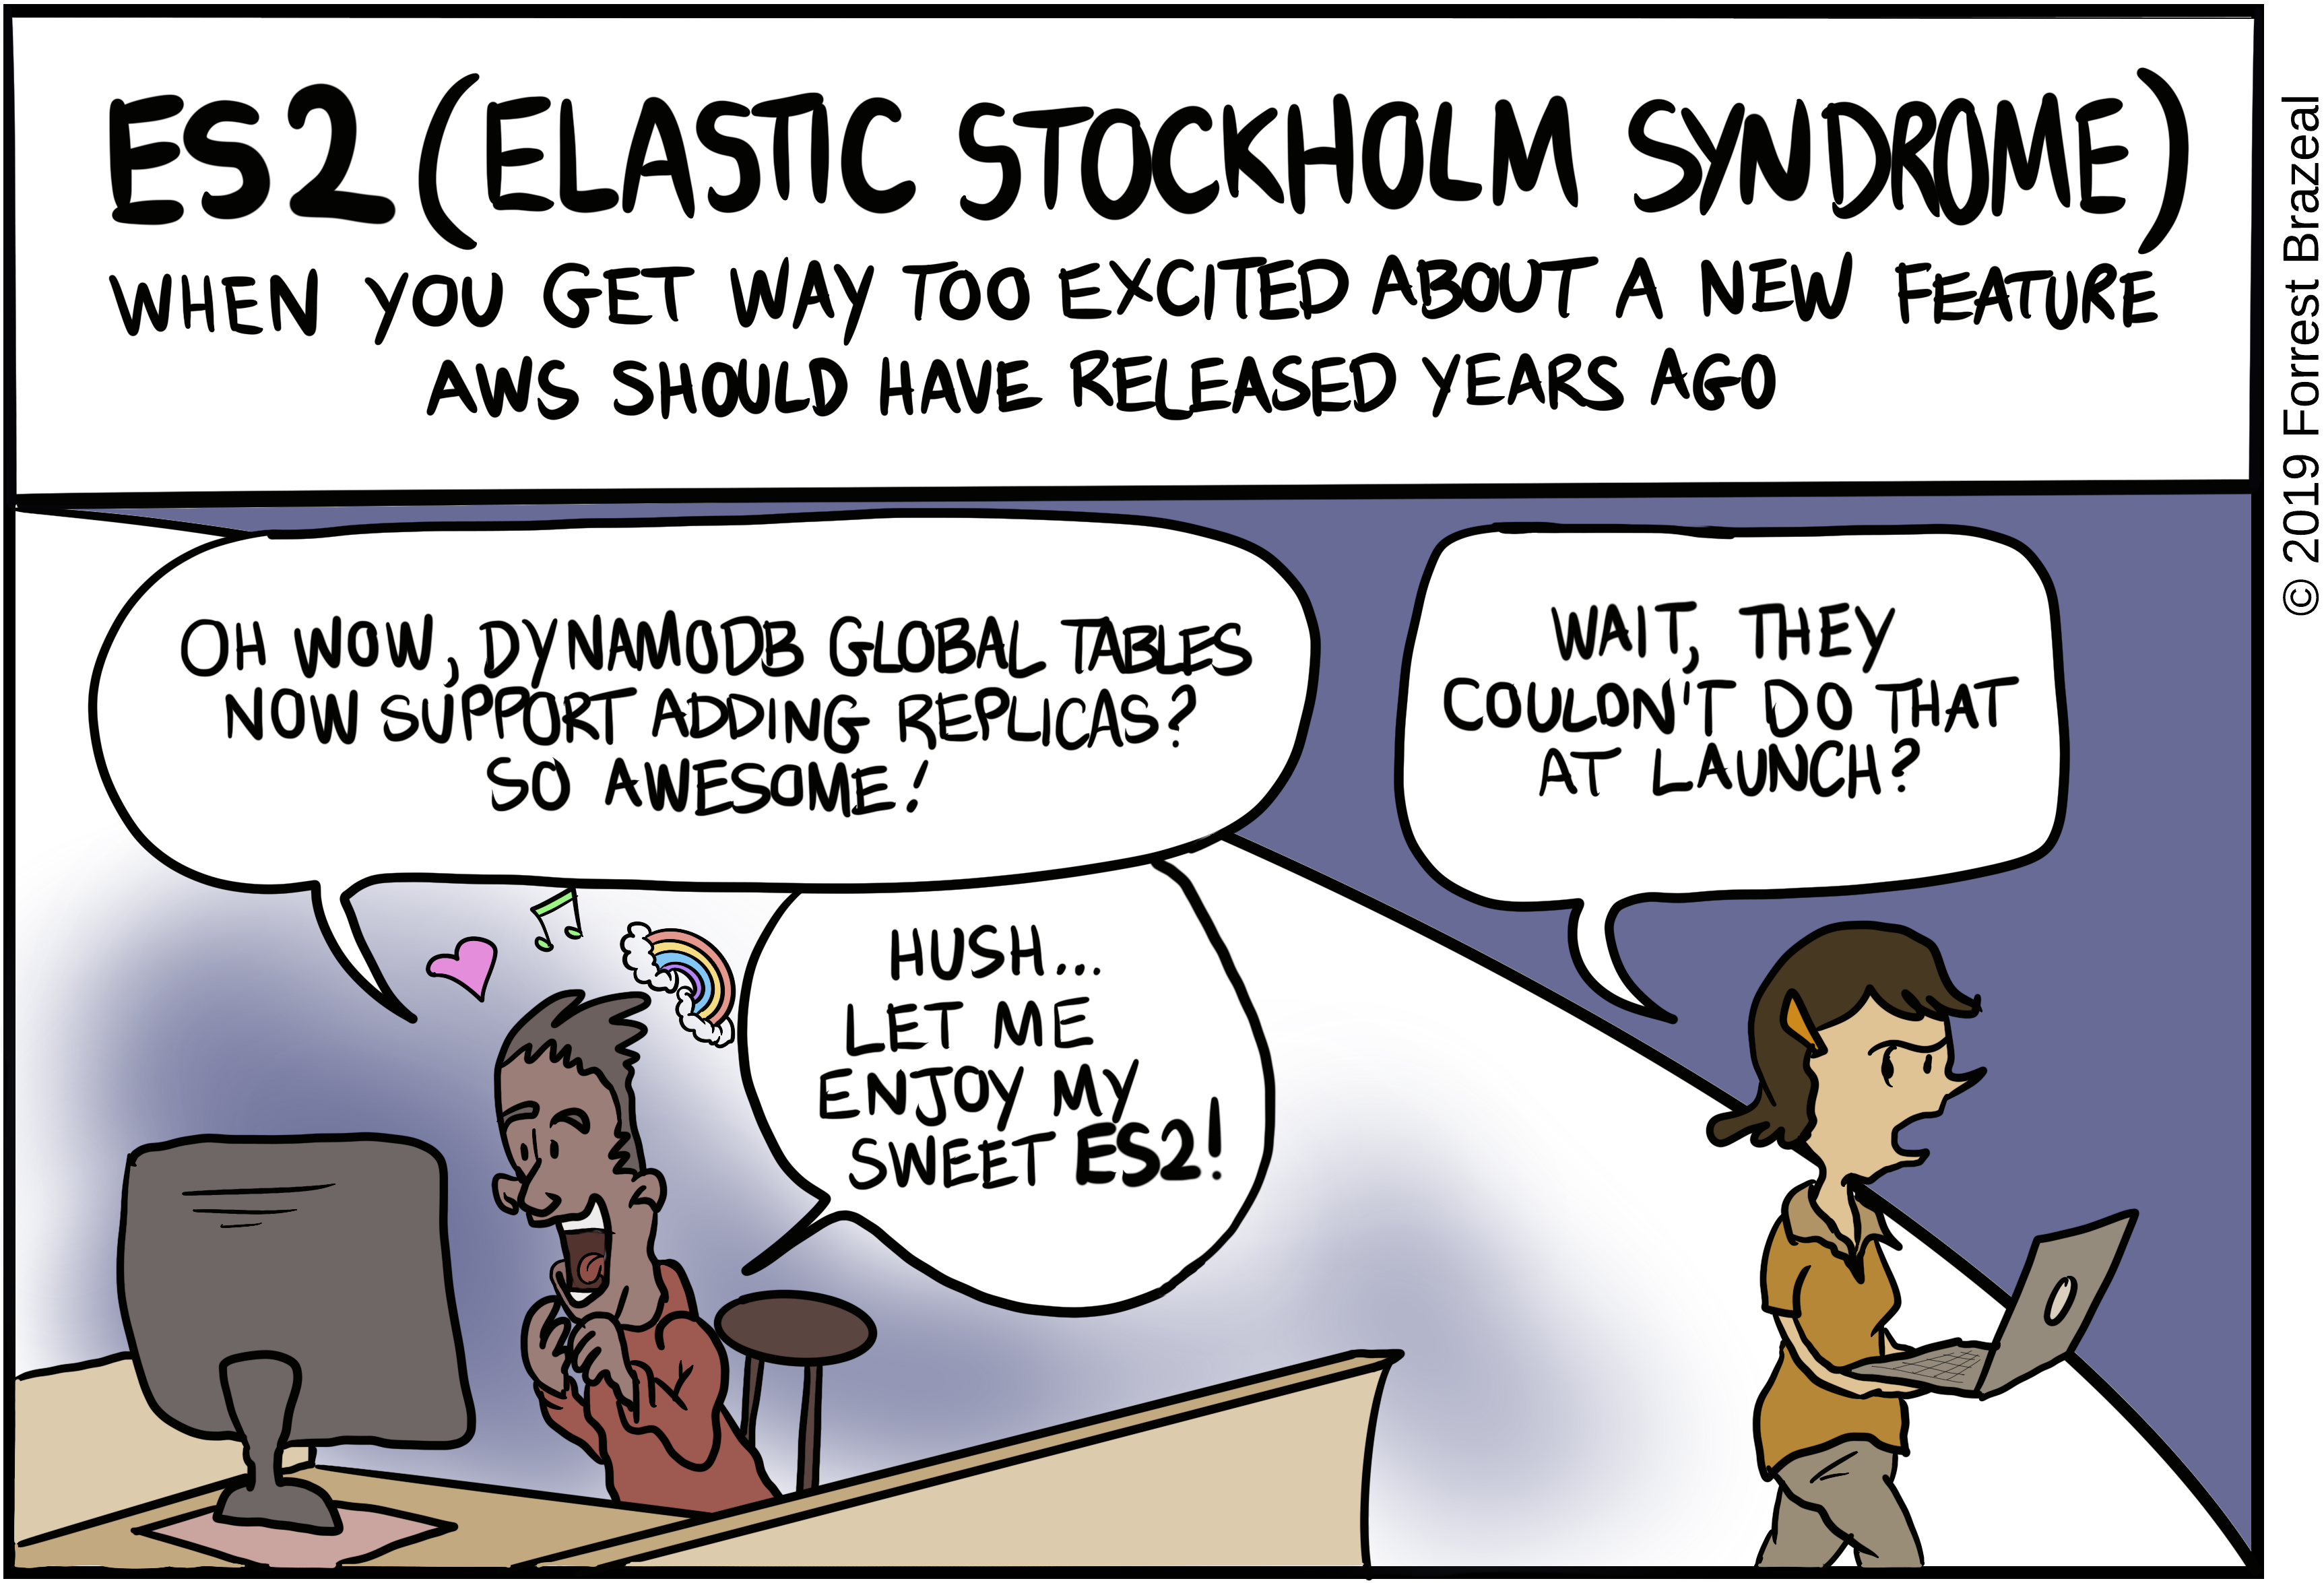 ES2 (ELASTIC STOCKHOLM SYNDROME)
WHEN YOU GET WAY TOO EXCITED ABOUT A NEW FEATURE
AWS SHOULD HAVE RELEASED YEARS AGO
OH WOW, DYNAMODB GLOBAL TABLES
NOW SUPPORT ADDING REPLICAS?
SO AWESOME!
WAIT, THEY
COULDN'T DO THAT
AT LAUNCH?
HUSH...
LET ME
ENJOY MY
SWEET ES2!
© 2019 Forrest Brazeal